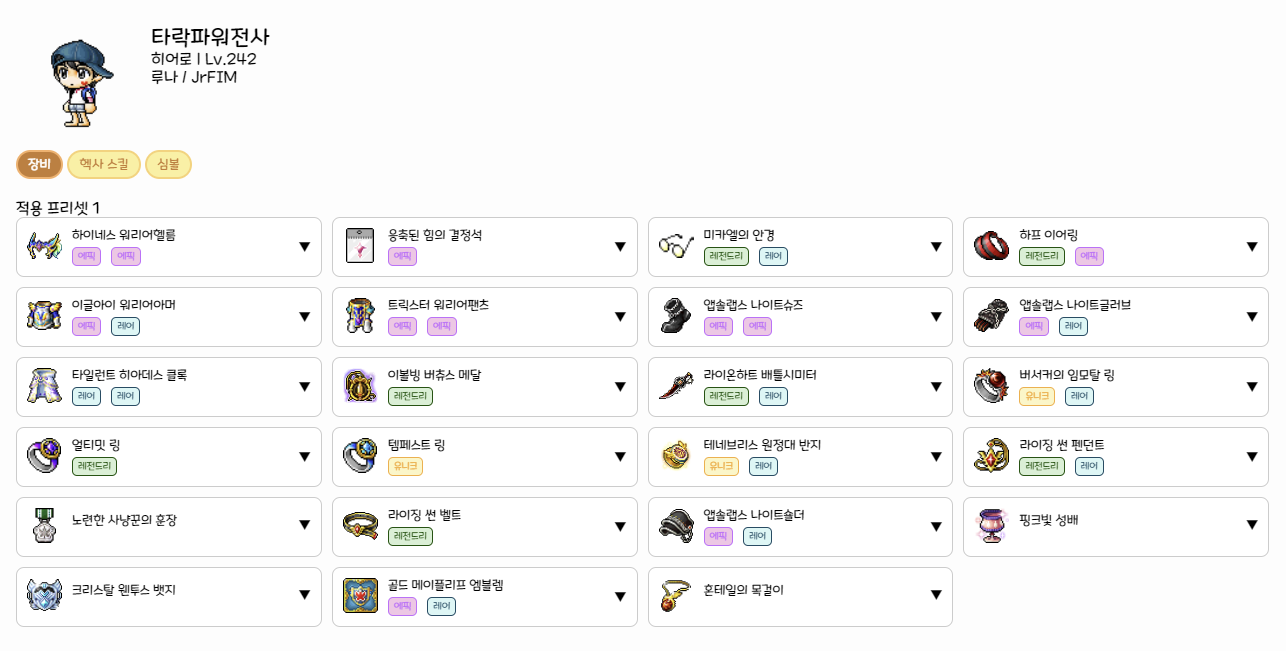 타락파워전사
히어로 | Lv.242
루나 / JrFIM
장비 헥사 스킬 심볼
적용 프리셋 1
하이네스 워리어헬름
에픽 에픽
응축된 힘의 결정석
에픽
미카엘의 안경
레전드리 레어
하프 이어링
레전드리 에픽
이글아이 워리어아머
에픽 레어
트릭스터 워리어팬츠
에픽 에픽
앱솔랩스 나이트슈즈
에픽 에픽
앱솔랩스 나이트글러브
에픽 레어
타일런트 히아데스 클록
레어 레어
이볼빙 버츄스 메달
레전드리
라이온하트 배틀시미터
레전드리 레어
버서커의 임모탈 링
유니크 레어
얼티밋 링
레전드리
템페스트 링
유니크
테네브리스 원정대 반지
유니크 레어
라이징 썬 펜던트
레전드리 레어
노련한 사냥꾼의 훈장
라이징 썬 벨트
레전드리
앱솔랩스 나이트숄더
에픽 레어
핑크빛 성배
크리스탈 웬투스 뱃지
골드 메이플리프 엠블렘
에픽 레어
혼테일의 목걸이